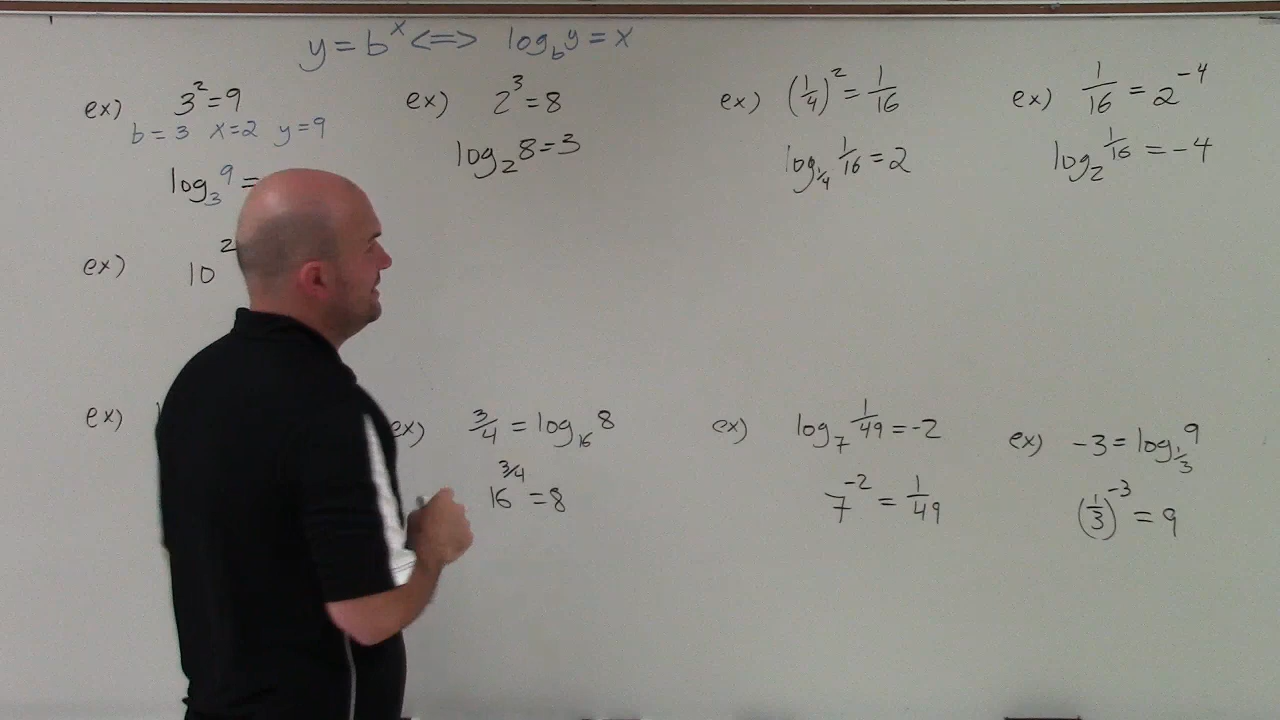 y = b^x <=> log_b y = x
ex) 3^2 = 9
b = 3 x = 2 y = 9
log_3 9 =
ex) 2^3 = 8
log_2 8 = 3
ex) (1/4)^2 = 1/16
log_1/4 1/16 = 2
ex) 1/16 = 2^-4
log_2 1/16 = -4
ex) 10^2
ex)
ex) 3/4 = log_16 8
16^3/4 = 8
ex) log_7 1/49 = -2
7^-2 = 1/49
ex) -3 = log_1/3 9
(1/3)^-3 = 9